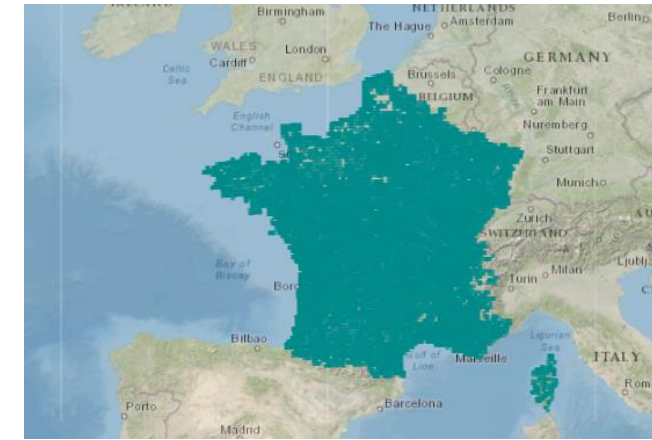 NETHERLANDS
Birmingham
The Hague
Amsterdam
Berlin
WALES
London
Cardiff
ENGLAND
Celtic
Sea
GERMANY
Brussels
Cologne
BELGIUM
Frankfurt
am Main
English
Channel
Nuremberg
Stuttgart
Munich
Zurich
SWITZERLAND
Bay of
Biscay
Turin
Milan
Ligurian
Sea
Bilbao
Gulf of
Lion
Marseille
ITALY
Porto
Barcelona
Madrid